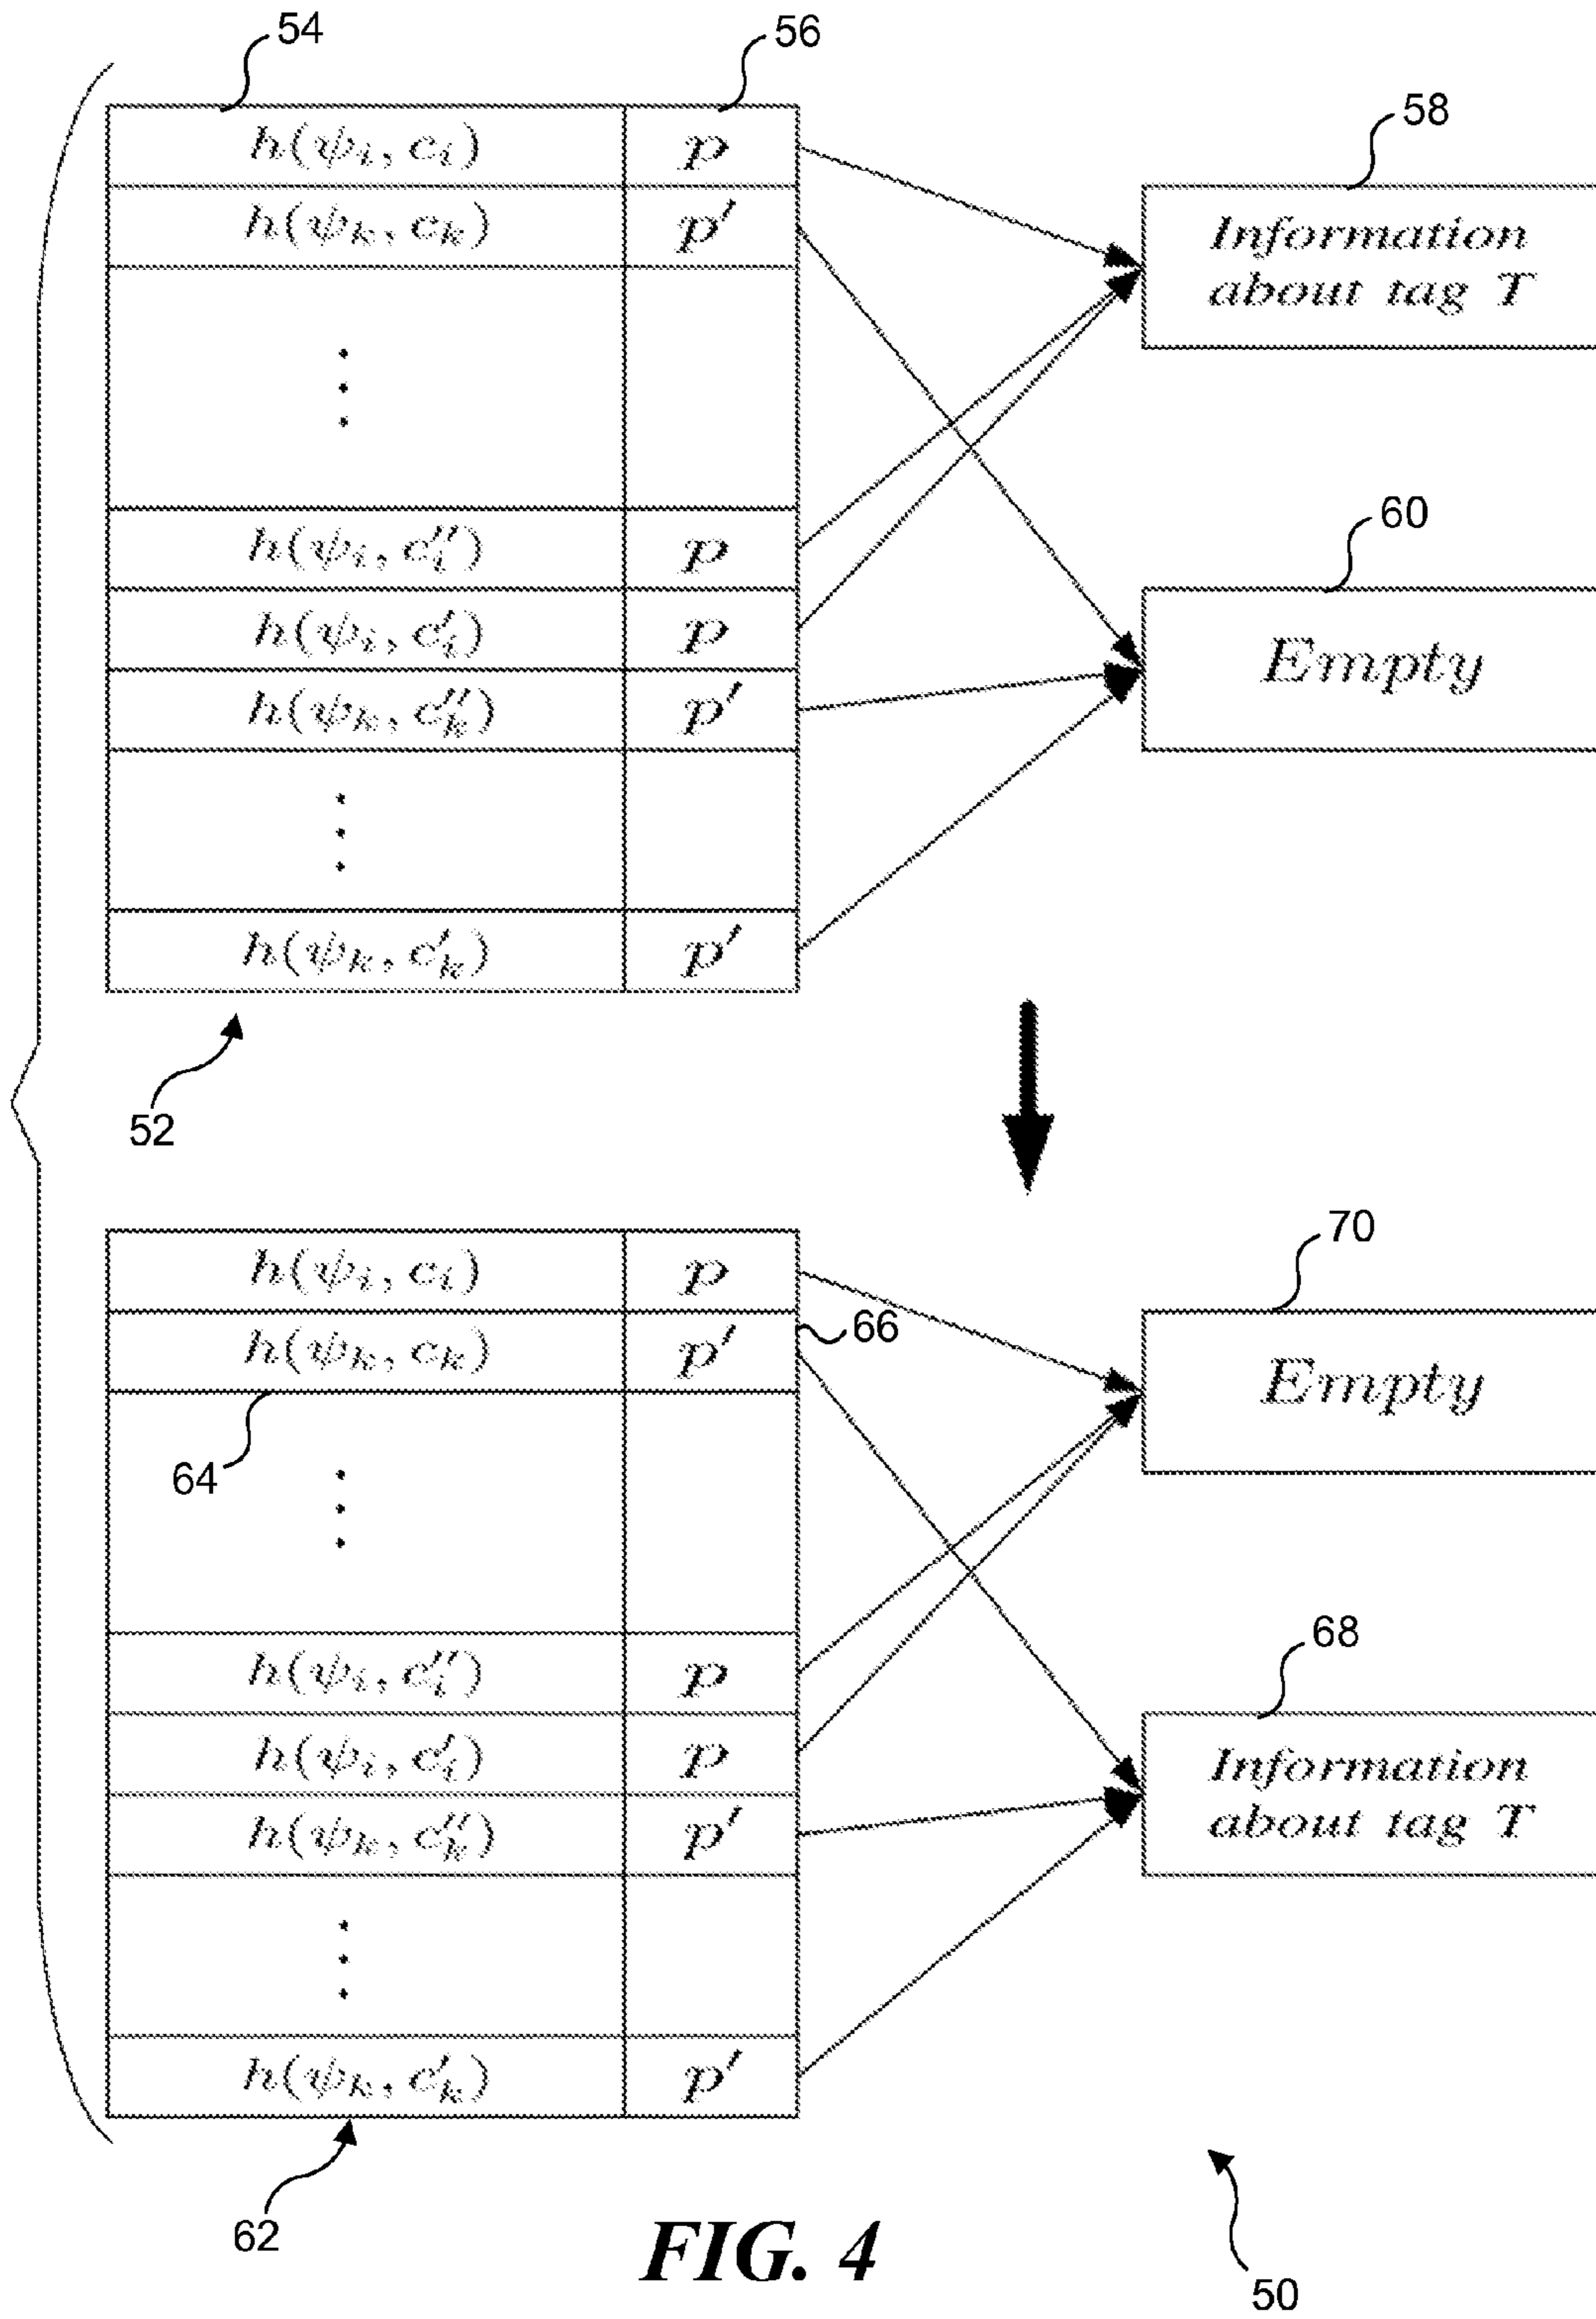 54
56
58
h(ψᵢ, cᵢ) p
h(ψₖ, cₖ) p′
Information
about tag T
⋮
60
h(ψᵢ, c″ᵢ) p
h(ψᵢ, c′ᵢ) p
Empty
h(ψₖ, c″ₖ) p′
⋮
h(ψₖ, c′ₖ) p′
52
70
h(ψᵢ, cᵢ) p
66
h(ψₖ, cₖ) p′
Empty
64
⋮
68
h(ψᵢ, c″ᵢ) p
h(ψᵢ, c′ᵢ) p
Information
about tag T
h(ψₖ, c″ₖ) p′
⋮
h(ψₖ, c′ₖ) p′
62
FIG. 4
50